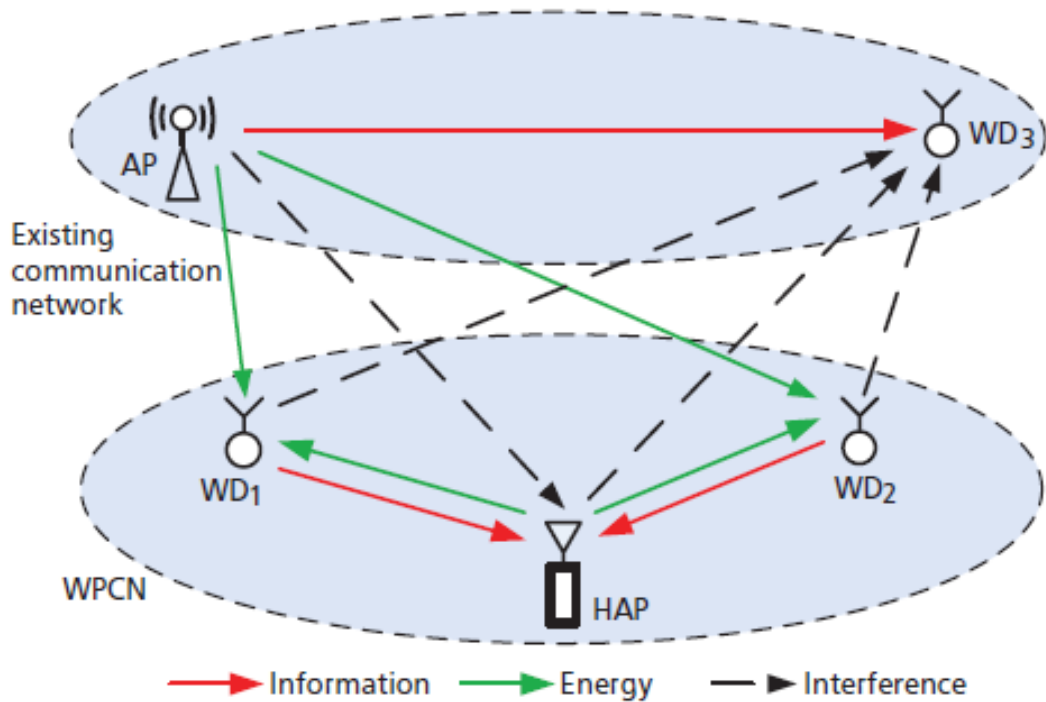 AP
WD3
Existing
communication
network
WD1
WD2
WPCN
HAP
Information
Energy
Interference